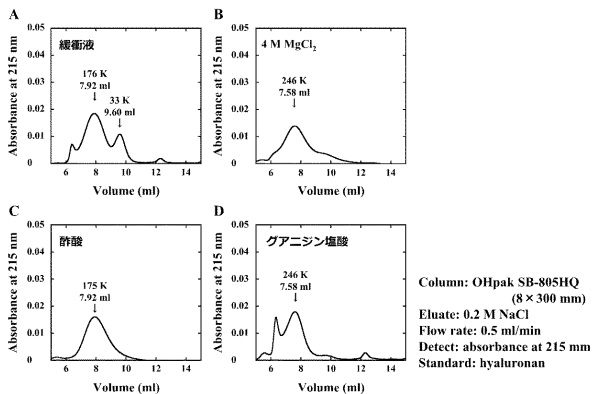 A
緩衝液
176 K
7.92 ml
33 K
9.60 ml
Absorbance at 215 nm
0.05
0.04
0.03
0.02
0.01
0
6 8 10 12 14
Volume (ml)
B
4 M MgCl₂
246 K
7.58 ml
Absorbance at 215 nm
0.05
0.04
0.03
0.02
0.01
0
6 8 10 12 14
Volume (ml)
C
酢酸
175 K
7.92 ml
Absorbance at 215 nm
0.05
0.04
0.03
0.02
0.01
0
6 8 10 12 14
Volume (ml)
D
グアニジン塩酸
246 K
7.58 ml
Absorbance at 215 nm
0.05
0.04
0.03
0.02
0.01
0
6 8 10 12 14
Volume (ml)
Column: OHpak SB-805HQ
(8×300 mm)
Eluate: 0.2 M NaCl
Flow rate: 0.5 ml/min
Detect: absorbance at 215 mm
Standard: hyaluronan